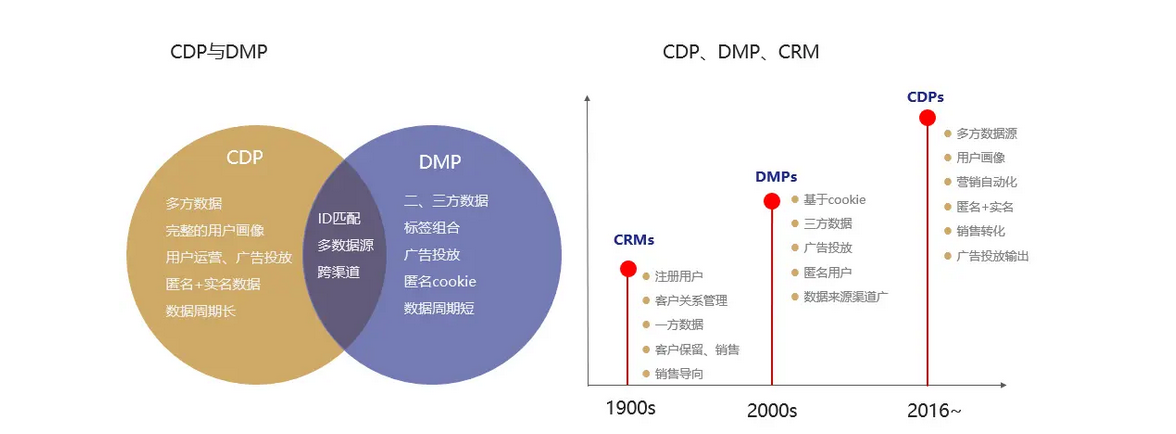 CDP与DMP
CDP
多方数据
完整的用户画像
用户运营、广告投放
匿名+实名数据
数据周期长
ID匹配
多数据源
跨渠道
DMP
二、三方数据
标签组合
广告投放
匿名cookie
数据周期短
CDP、DMP、CRM
CRMs
注册用户
客户关系管理
一方数据
客户保留、销售
销售导向
1900s
DMPs
基于cookie
三方数据
广告投放
匿名用户
数据来源渠道广
2000s
CDPs
多方数据源
用户画像
营销自动化
匿名+实名
销售转化
广告投放输出
2016~